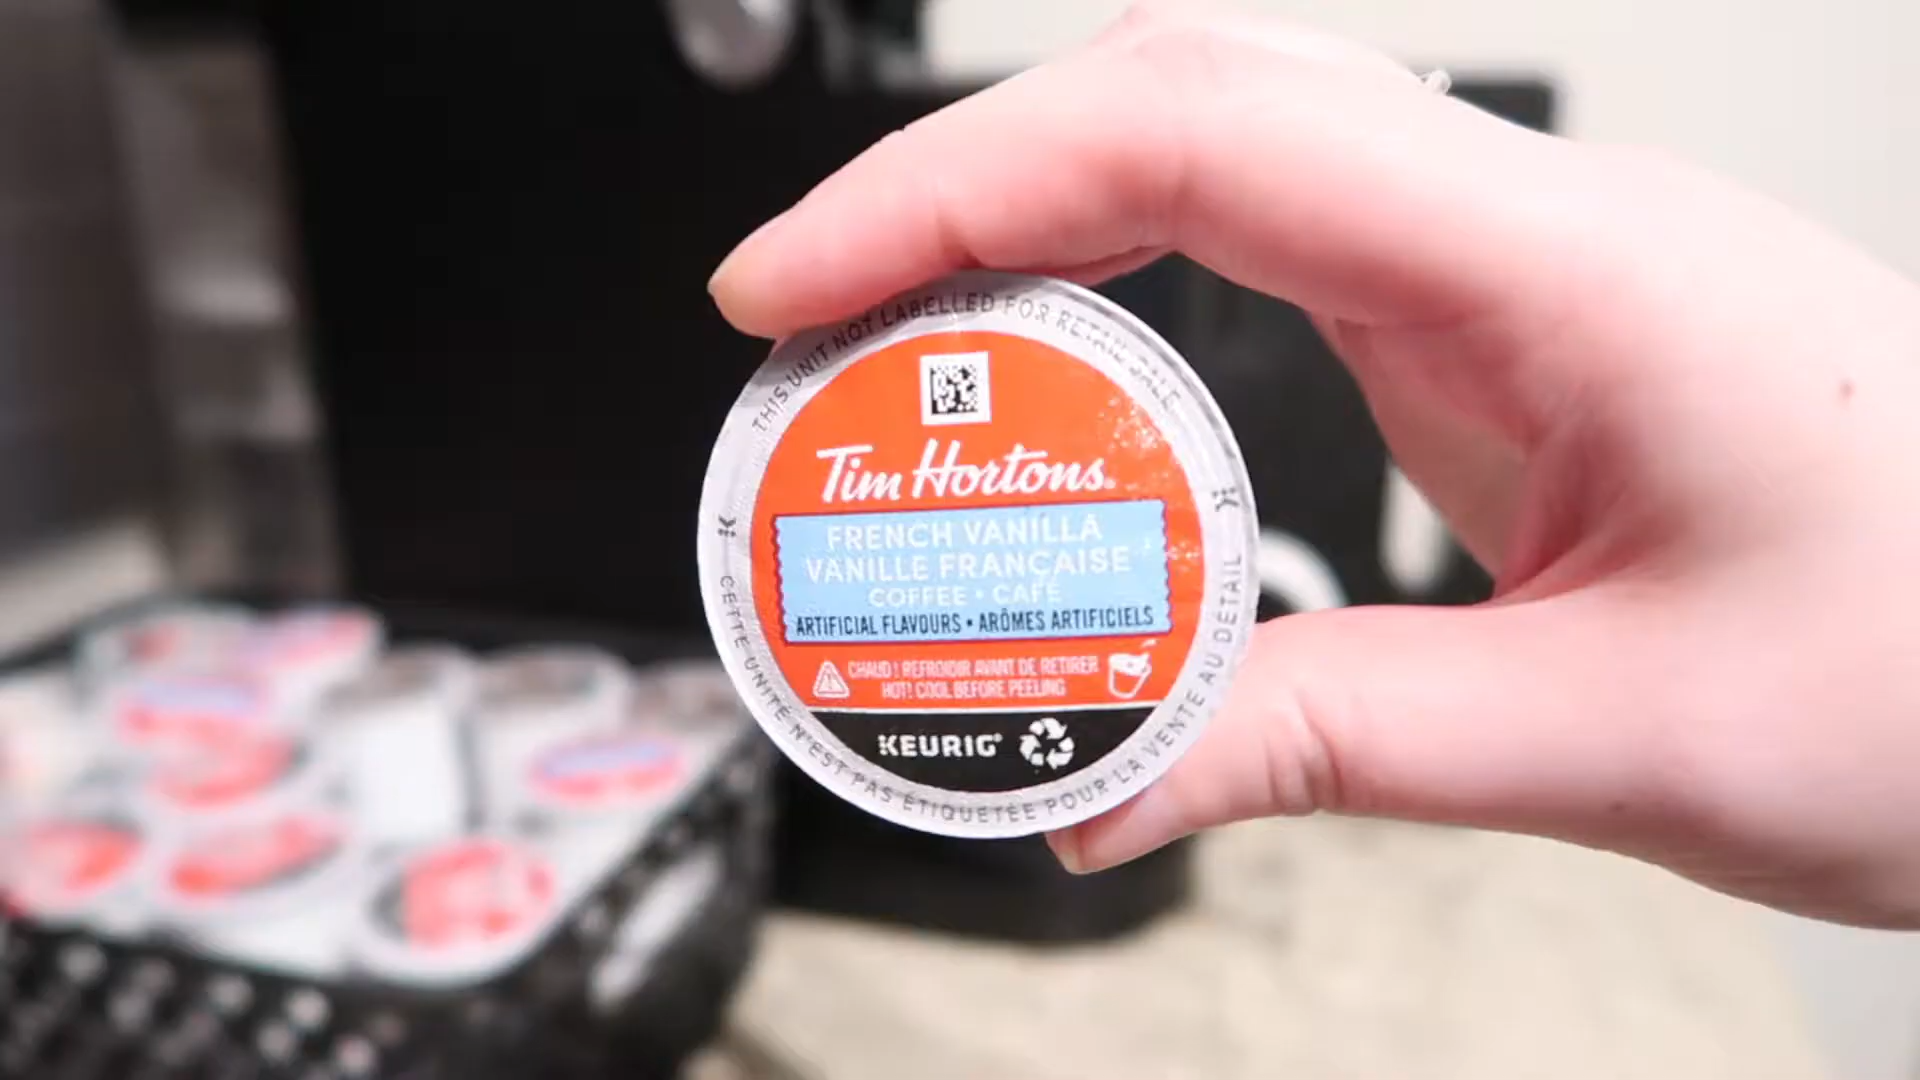 THIS UNIT NOT LABELLED FOR RETAIL SALE
Tim Hortons®
FRENCH VANILLA
VANILLE FRANÇAISE
COFFEE • CAFÉ
ARTIFICIAL FLAVOURS • ARÔMES ARTIFICIELS
CHAUD! REFROIDIR AVANT DE RETIRER
HOT! COOL BEFORE PEELING
KEURIG®
CETTE UNITÉ N'EST PAS ÉTIQUETÉE POUR LA VENTE AU DÉTAIL